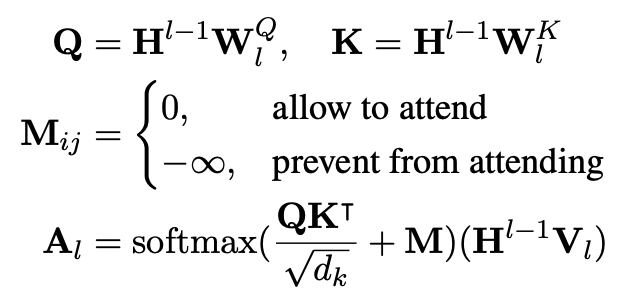 Q = H^{l-1}W_l^Q, K = H^{l-1}W_l^K
M_{ij} = { 0, allow to attend
−∞, prevent from attending
A_l = softmax(QK^⊤/√d_k + M)(H^{l-1}V_l)